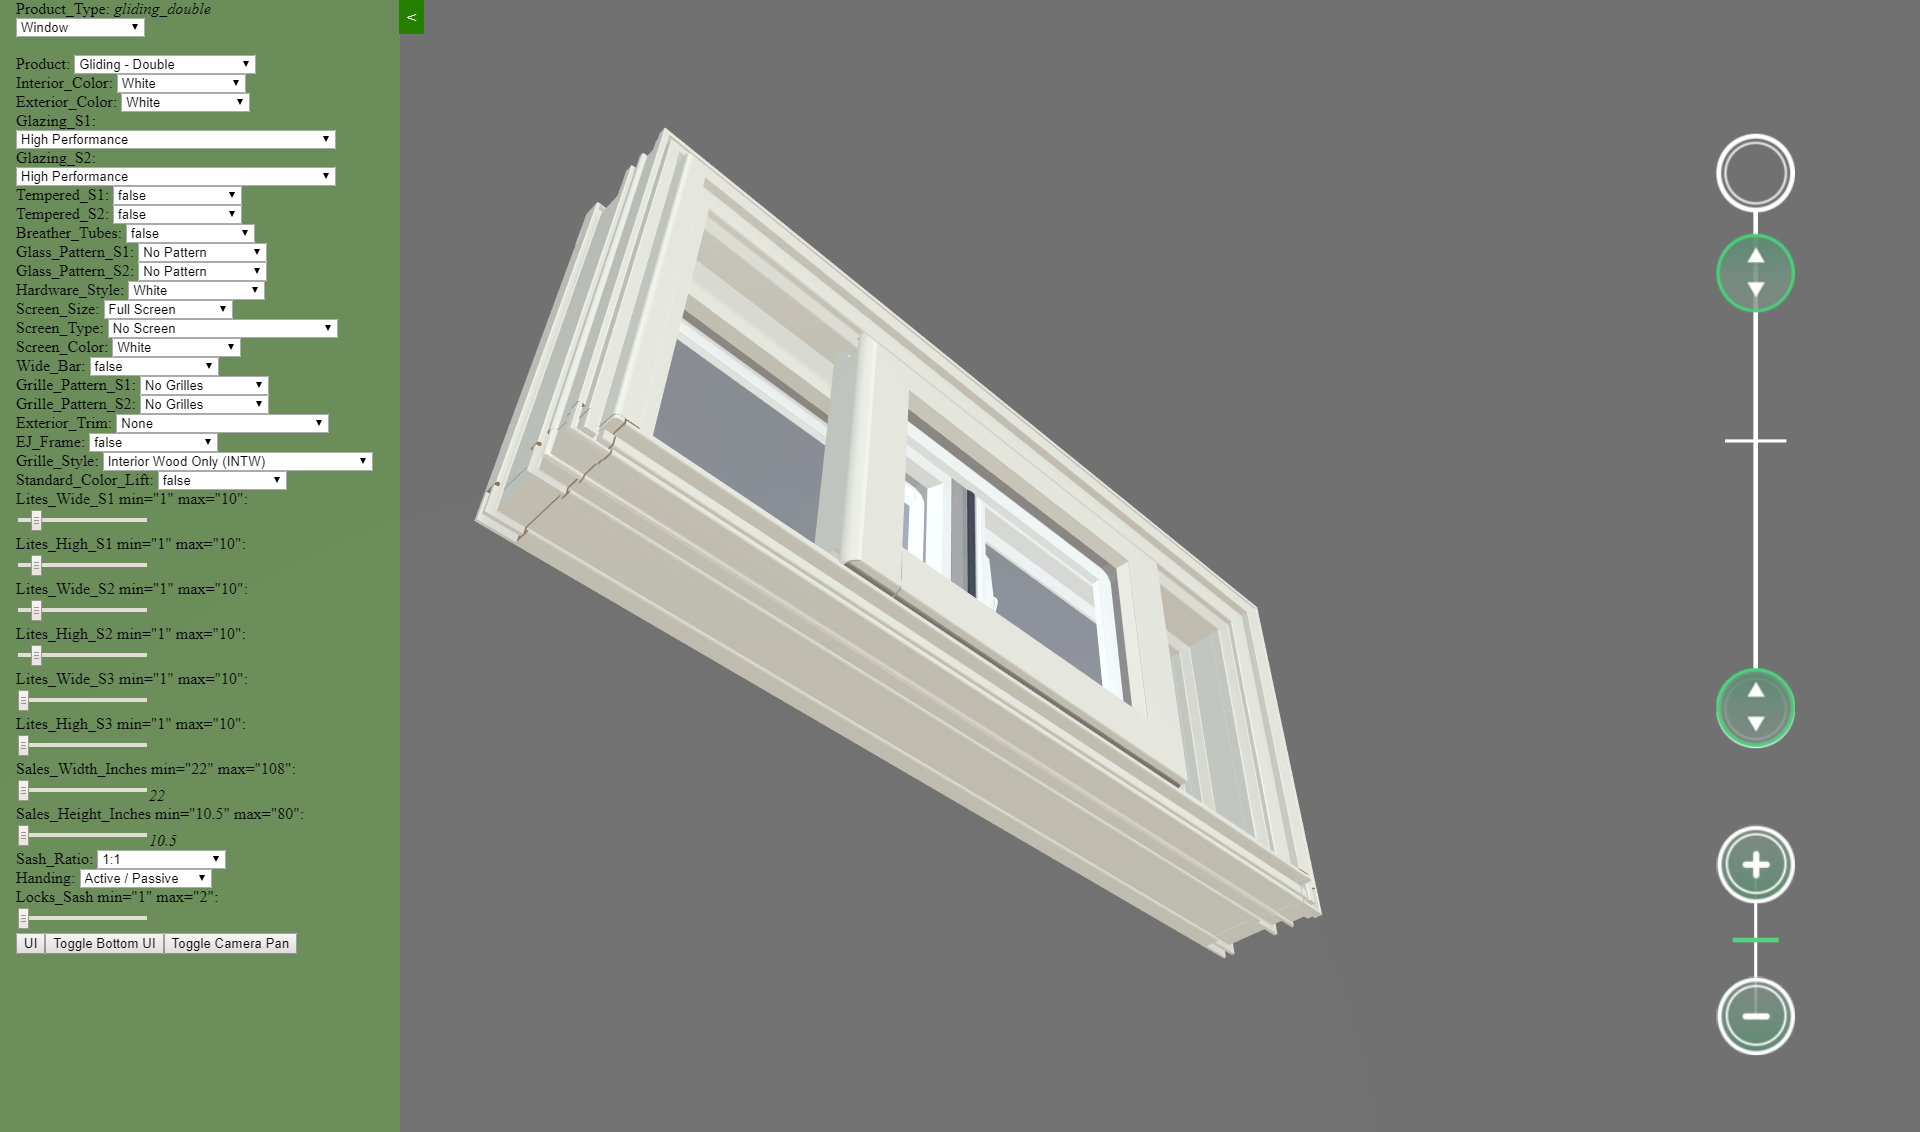 Product_Type: gliding_double
Window
<
Product: Gliding - Double
Interior_Color: White
Exterior_Color: White
Glazing_S1:
High Performance
Glazing_S2:
High Performance
Tempered_S1: false
Tempered_S2: false
Breather_Tubes: false
Glass_Pattern_S1: No Pattern
Glass_Pattern_S2: No Pattern
Hardware_Style: White
Screen_Size: Full Screen
Screen_Type: No Screen
Screen_Color: White
Wide_Bar: false
Grille_Pattern_S1: No Grilles
Grille_Pattern_S2: No Grilles
Exterior_Trim: None
EJ_Frame: false
Grille_Style: Interior Wood Only (INTW)
Standard_Color_Lift: false
Lites_Wide_S1 min="1" max="10":
Lites_High_S1 min="1" max="10":
Lites_Wide_S2 min="1" max="10":
Lites_High_S2 min="1" max="10":
Lites_Wide_S3 min="1" max="10":
Lites_High_S3 min="1" max="10":
Sales_Width_Inches min="22" max="108":
22
Sales_Height_Inches min="10.5" max="80":
10.5
Sash_Ratio: 1:1
Handing: Active / Passive
Locks_Sash min="1" max="2":
UI Toggle Bottom UI Toggle Camera Pan